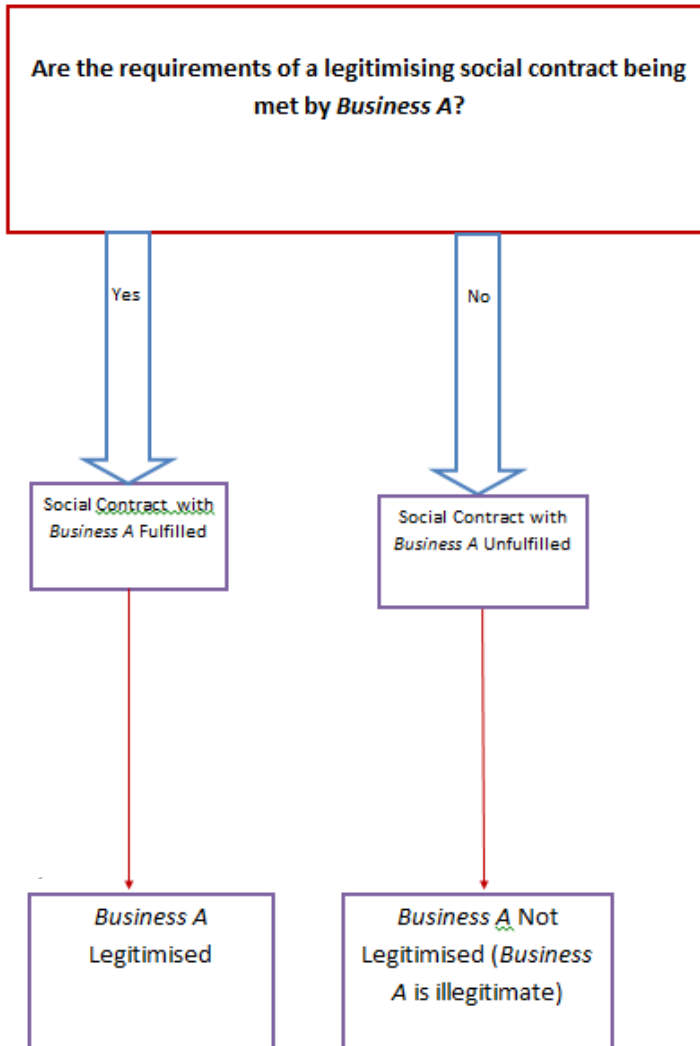 Are the requirements of a legitimising social contract being
met by Business A?
Yes
No
Social Contract with
Business A Fulfilled
Social Contract with
Business A Unfulfilled
Business A
Legitimised
Business A Not
Legitimised (Business
A is illegitimate)